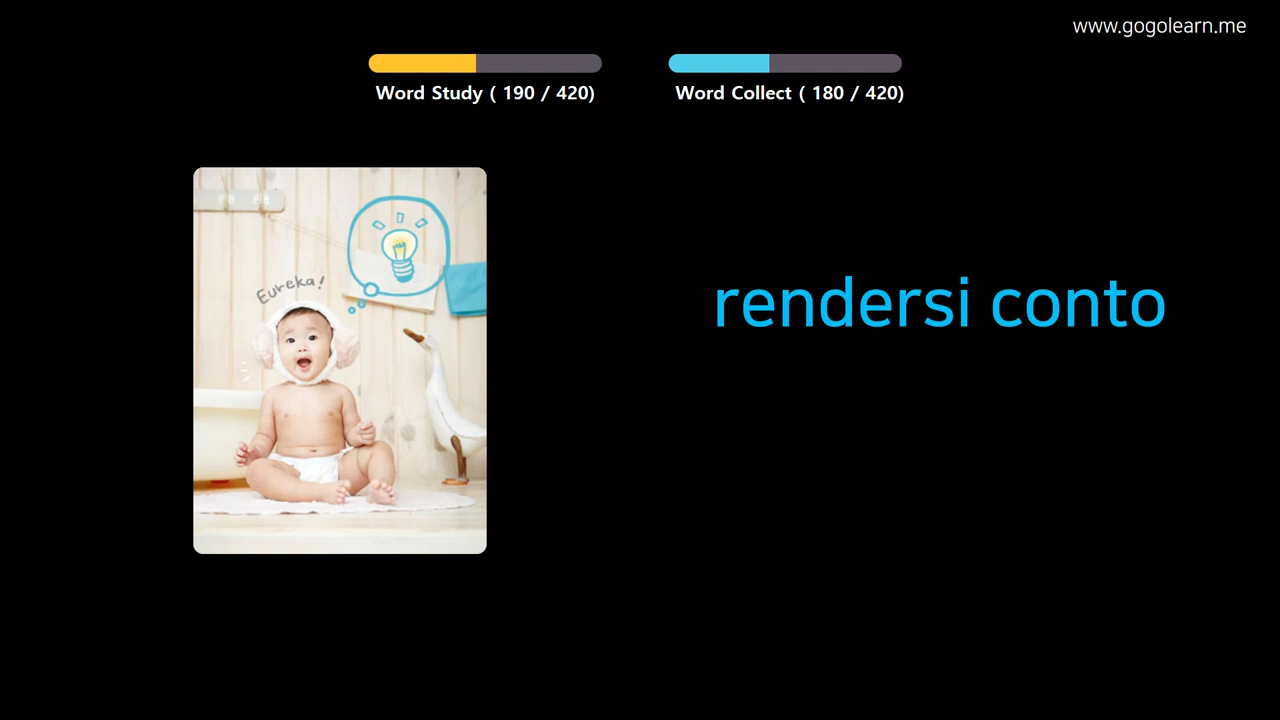 www.gogolearn.me
Word Study ( 190 / 420)
Word Collect ( 180 / 420)
Eureka!
rendersi conto